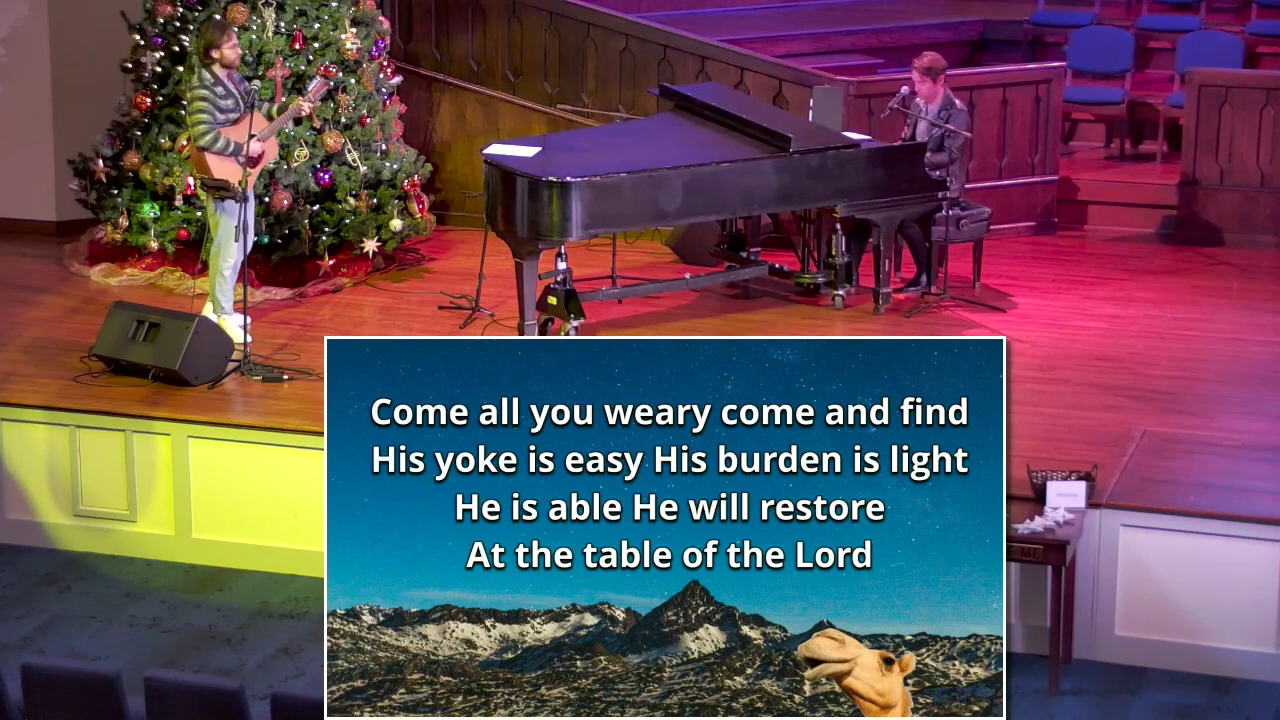 Come all you weary come and find
His yoke is easy His burden is light
He is able He will restore
At the table of the Lord
ME